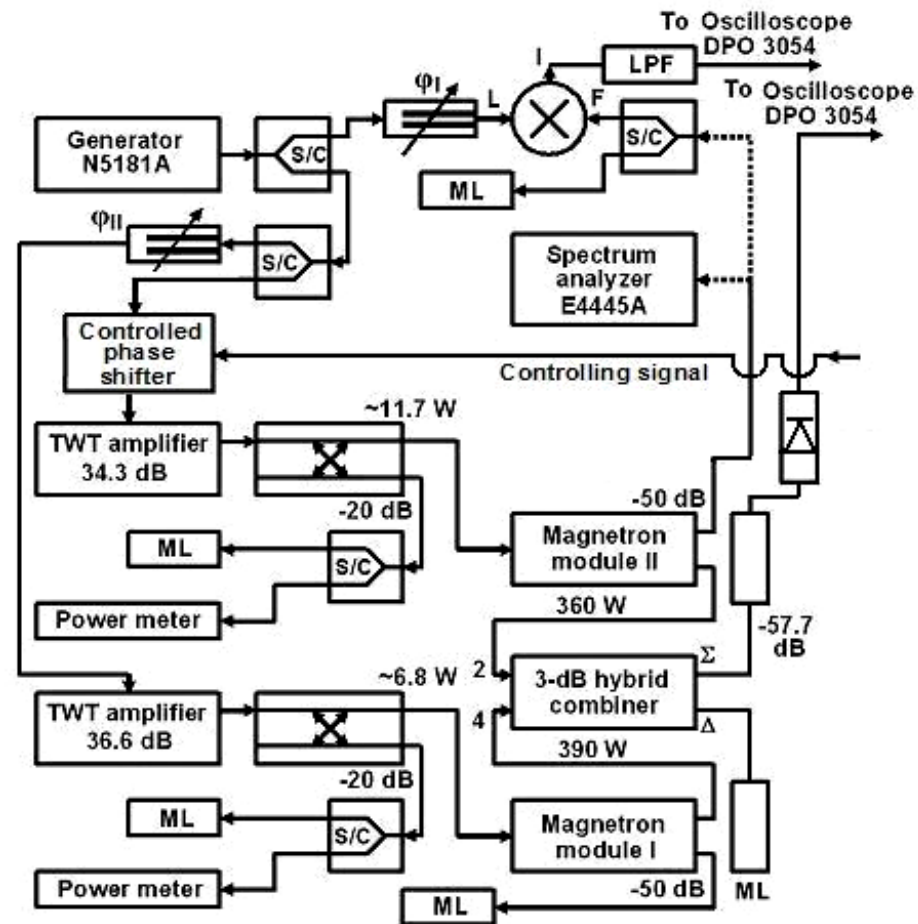 To Oscilloscope
DPO 3054
I
LPF
To Oscilloscope
DPO 3054
φI
L
F
Generator
N5181A
S/C
S/C
ML
φII
S/C
Spectrum
analyzer
E4445A
Controlled
phase
shifter
Controlling signal
~11.7 W
TWT amplifier
34.3 dB
-20 dB
-50 dB
ML
S/C
Magnetron
module II
Power meter
360 W
-57.7
dB
~6.8 W
2
3-dB hybrid
combiner
Σ
4
Δ
TWT amplifier
36.6 dB
390 W
-20 dB
ML
S/C
Magnetron
module I
Power meter
-50 dB
ML
ML